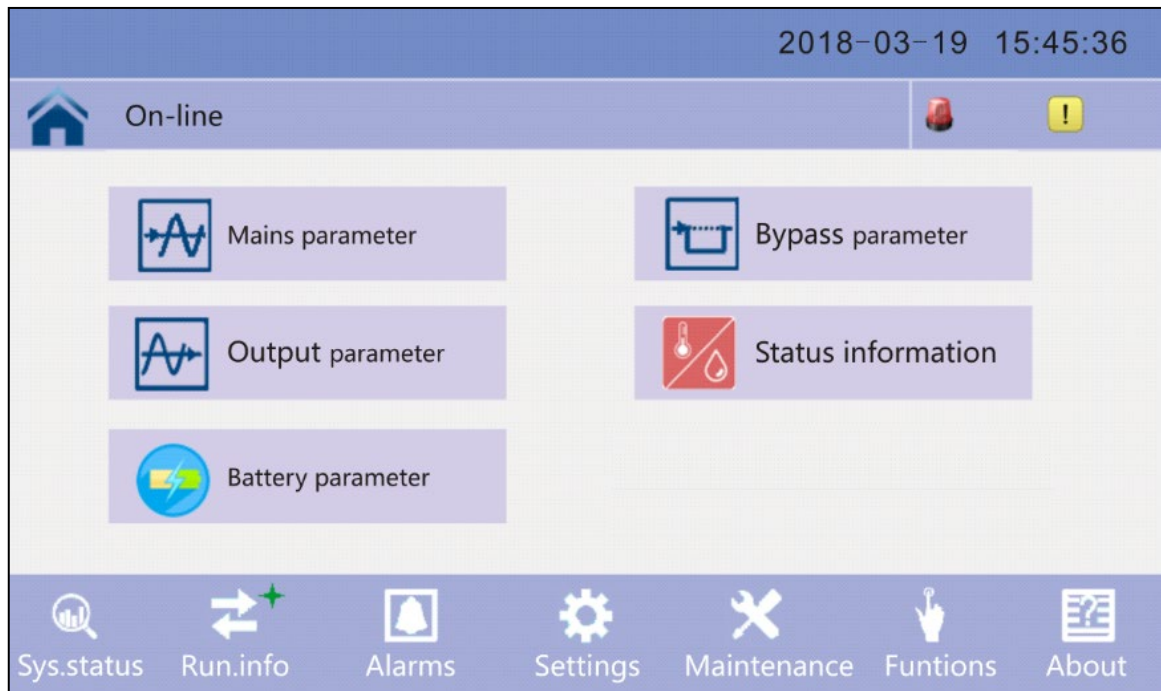 2018-03-19 15:45:36
On-line
!
Mains parameter
Bypass parameter
Output parameter
Status information
Battery parameter
Sys.status
Run.info
Alarms
Settings
Maintenance
Funtions
?
About